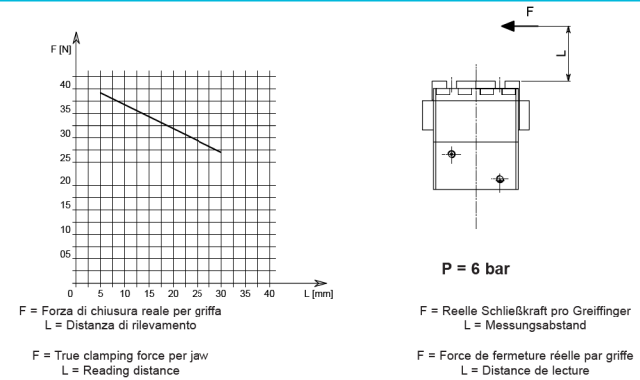 F
F [N]
L
40
35
30
25
20
15
10
05
0 5 10 15 20 25 30 35 40 L [mm]
P = 6 bar
F = Forza di chiusura reale per griffa
L = Distanza di rilevamento
F = True clamping force per jaw
L = Reading distance
F = Reelle Schließkraft pro Greiffinger
L = Messungsabstand
F = Force de fermeture réelle par griffe
L = Distance de lecture